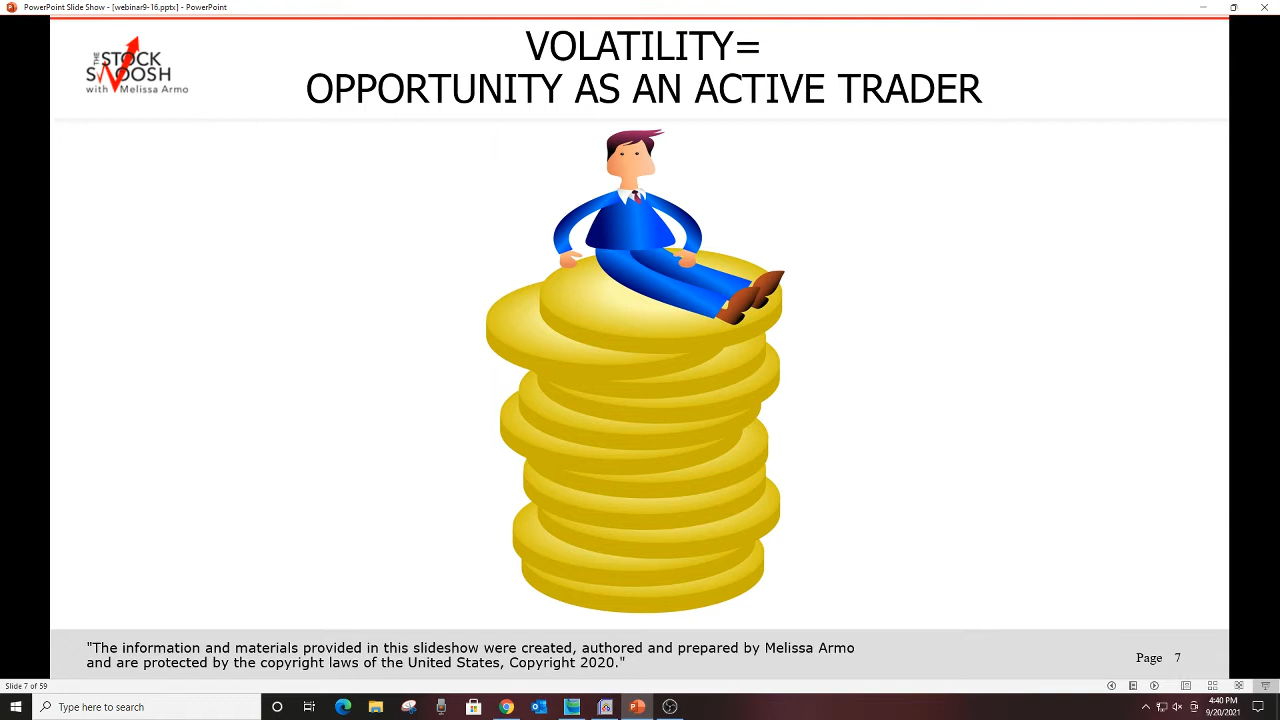 PowerPoint Slide Show - [webinar9-16.pptx] - PowerPoint
THE STOCK
SWOOSH
with Melissa Armo
VOLATILITY=
OPPORTUNITY AS AN ACTIVE TRADER
"The information and materials provided in this slideshow were created, authored and prepared by Melissa Armo
and are protected by the copyright laws of the United States, Copyright 2020."
Page 7
Slide 7 of 59
Type here to search
4:40 PM
9/20/2021